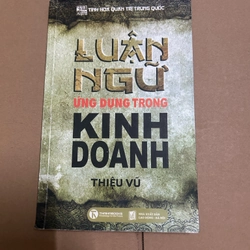 TINH HOA QUẢN TRỊ TRUNG QUỐC
LUẬN
NGỮ
ỨNG DỤNG TRONG
KINH
DOANH
THIỆU VŨ